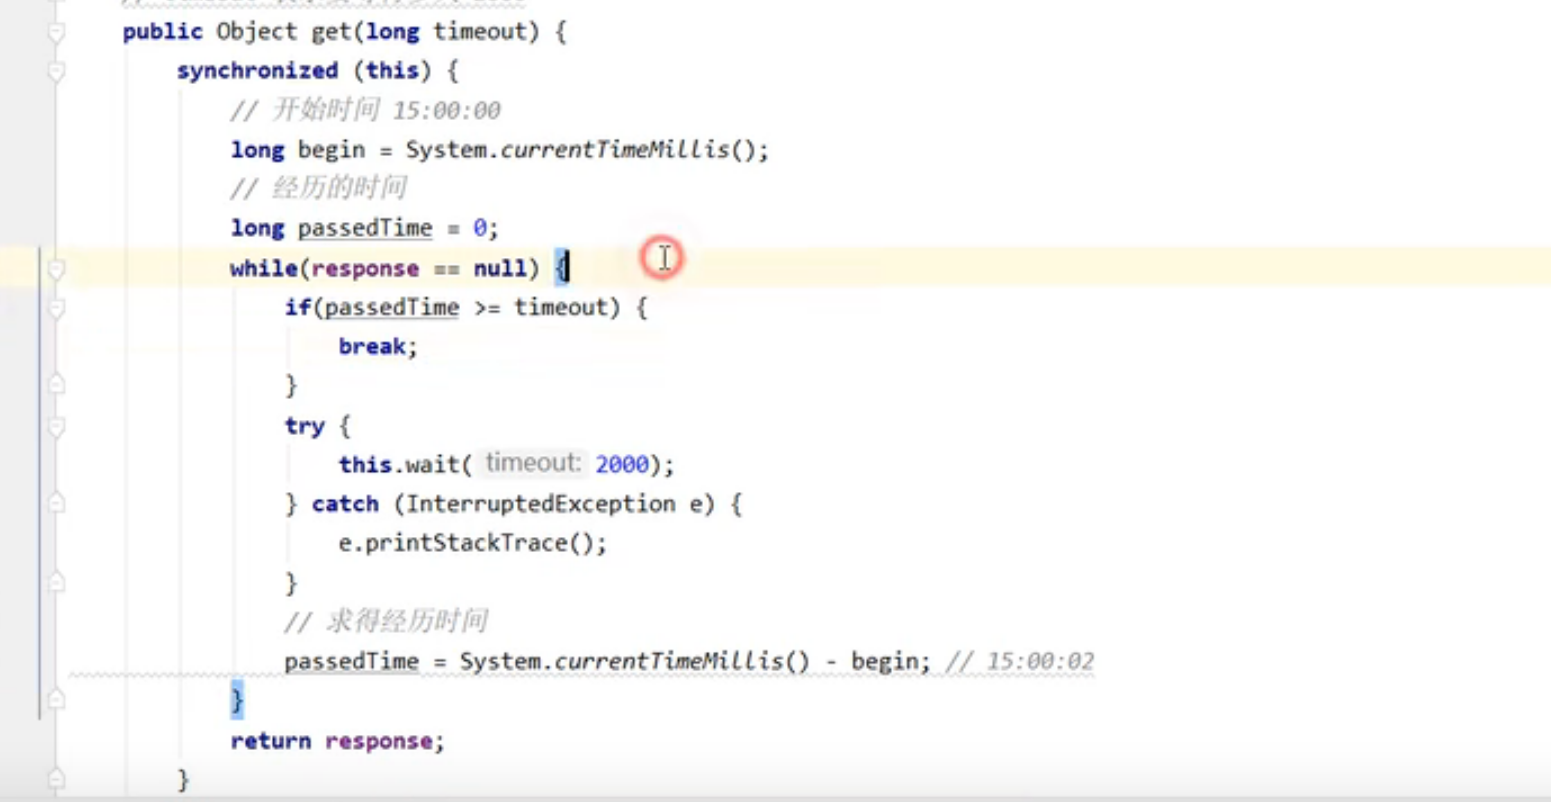 public Object get(long timeout) {
synchronized (this) {
// 开始时间 15:00:00
long begin = System.currentTimeMillis();
// 经历的时间
long passedTime = 0;
while(response == null) {
if(passedTime >= timeout) {
break;
}
try {
this.wait( timeout: 2000);
} catch (InterruptedException e) {
e.printStackTrace();
}
// 求得经历时间
passedTime = System.currentTimeMillis() - begin; // 15:00:02
}
return response;
}